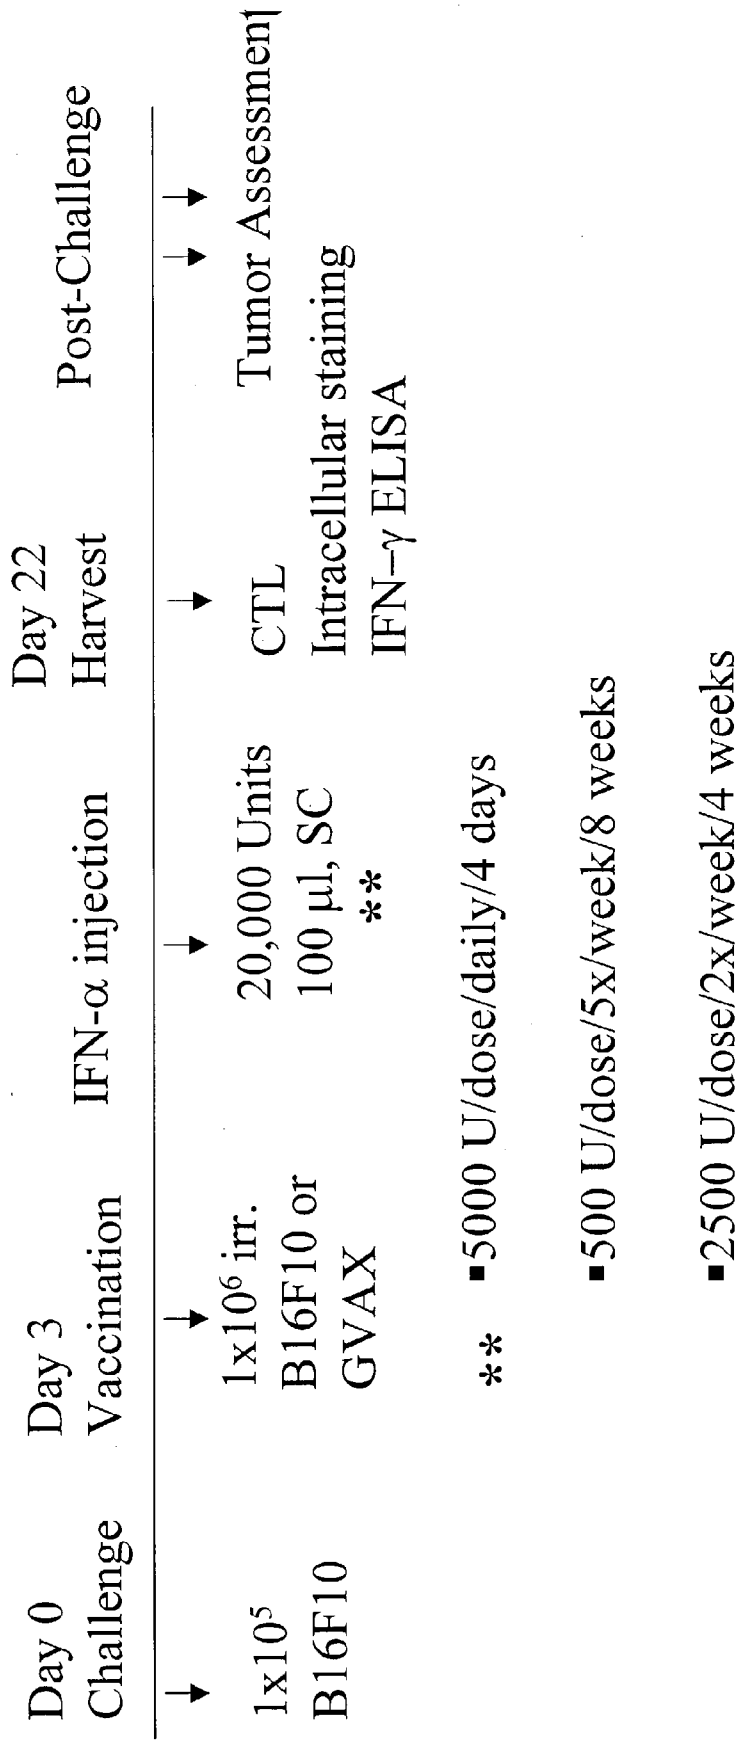 Day 0
Challenge
Day 3
Vaccination
IFN-α injection
Day 22
Harvest
Post-Challenge
1x10⁵
B16F10
1x10⁶ irr.
B16F10 or
GVAX
20,000 Units
100 µl, SC
**
CTL
Intracellular staining
IFN–γ ELISA
Tumor Assessment
** ▪5000 U/dose/daily/4 days
▪500 U/dose/5x/week/8 weeks
▪2500 U/dose/2x/week/4 weeks